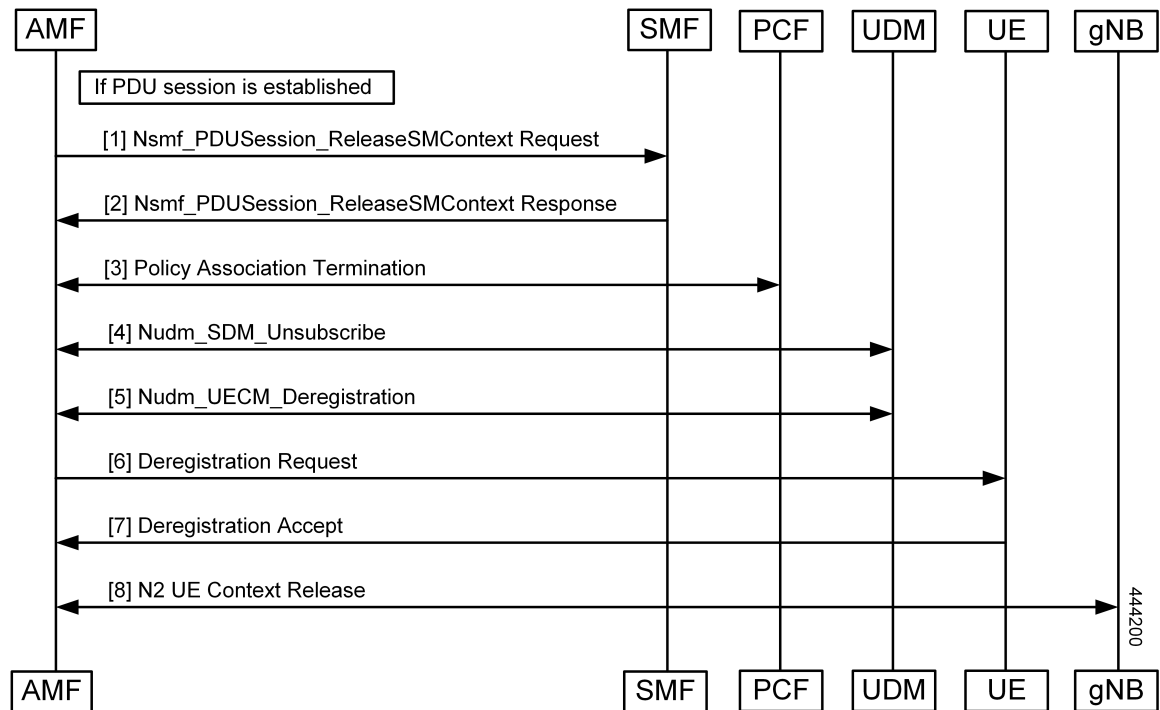 AMF SMF PCF UDM UE gNB
If PDU session is established
[1] Nsmf_PDUSession_ReleaseSMContext Request
[2] Nsmf_PDUSession_ReleaseSMContext Response
[3] Policy Association Termination
[4] Nudm_SDM_Unsubscribe
[5] Nudm_UECM_Deregistration
[6] Deregistration Request
[7] Deregistration Accept
[8] N2 UE Context Release
444200
AMF SMF PCF UDM UE gNB